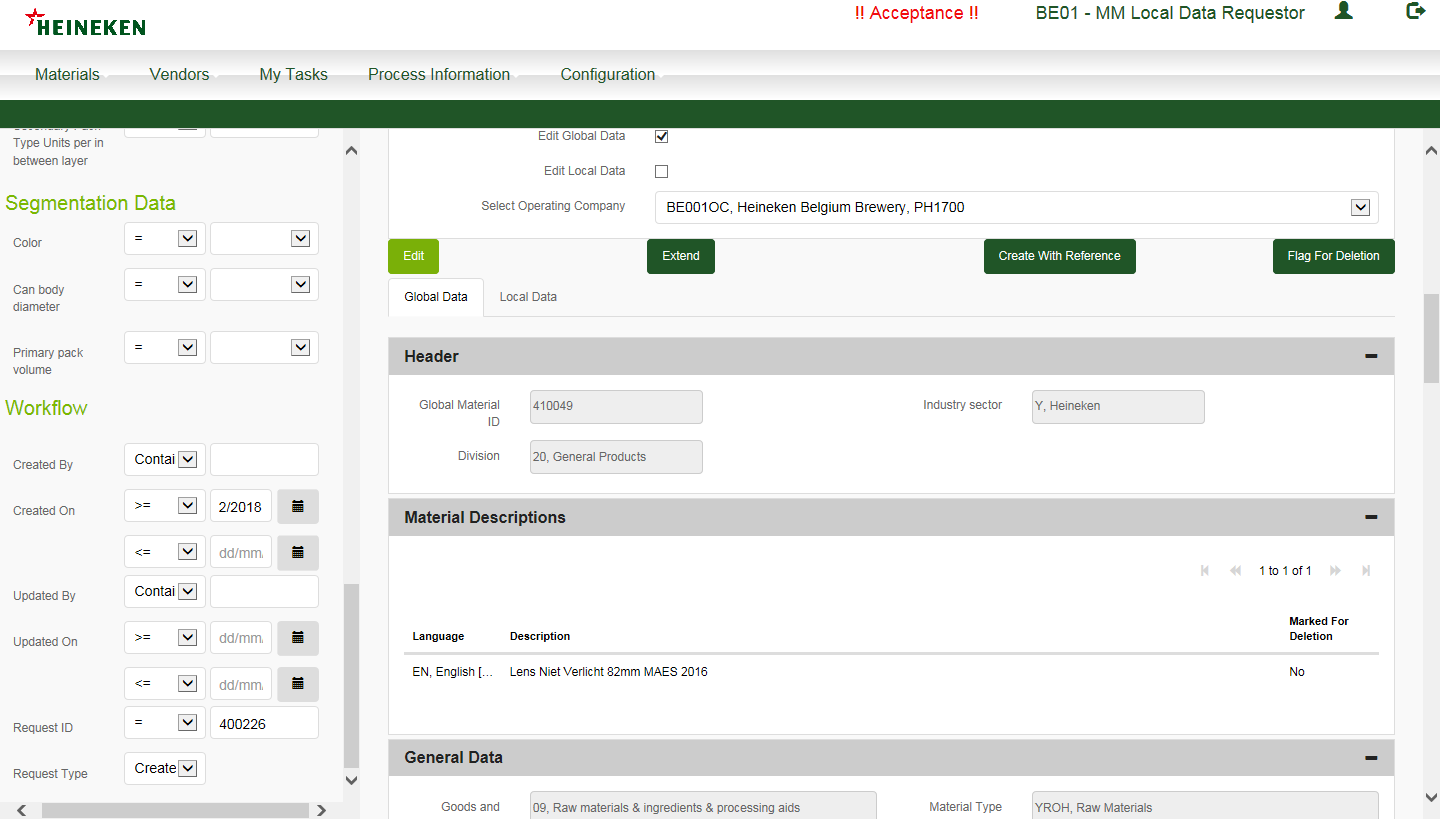 HEINEKEN
!! Acceptance !!
BE01 - MM Local Data Requestor
Materials
Vendors
My Tasks
Process Information
Configuration
Type Units per in
between layer
Segmentation Data
Color
=
Can body
diameter
=
Primary pack
volume
=
Workflow
Created By
Contai
Created On
>=
2/2018
<=
dd/mm
Updated By
Contai
Updated On
>=
dd/mm
<=
dd/mm
Request ID
=
400226
Request Type
Create
Edit Global Data
Edit Local Data
Select Operating Company
BE001OC, Heineken Belgium Brewery, PH1700
Edit
Extend
Create With Reference
Flag For Deletion
Global Data
Local Data
Header
Global Material
ID
410049
Industry sector
Y, Heineken
Division
20, General Products
Material Descriptions
1 to 1 of 1
Language
Description
Marked For
Deletion
EN, English [...
Lens Niet Verlicht 82mm MAES 2016
No
General Data
Goods and
09, Raw materials & ingredients & processing aids
Material Type
YROH, Raw Materials